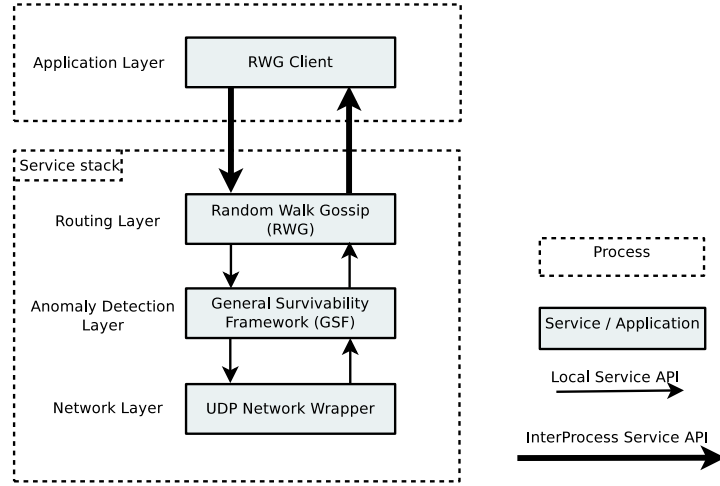 Application Layer
RWG Client
Service stack
Routing Layer
Random Walk Gossip
(RWG)
Anomaly Detection
Layer
General Survivability
Framework (GSF)
Network Layer
UDP Network Wrapper
Process
Service / Application
Local Service API
InterProcess Service API